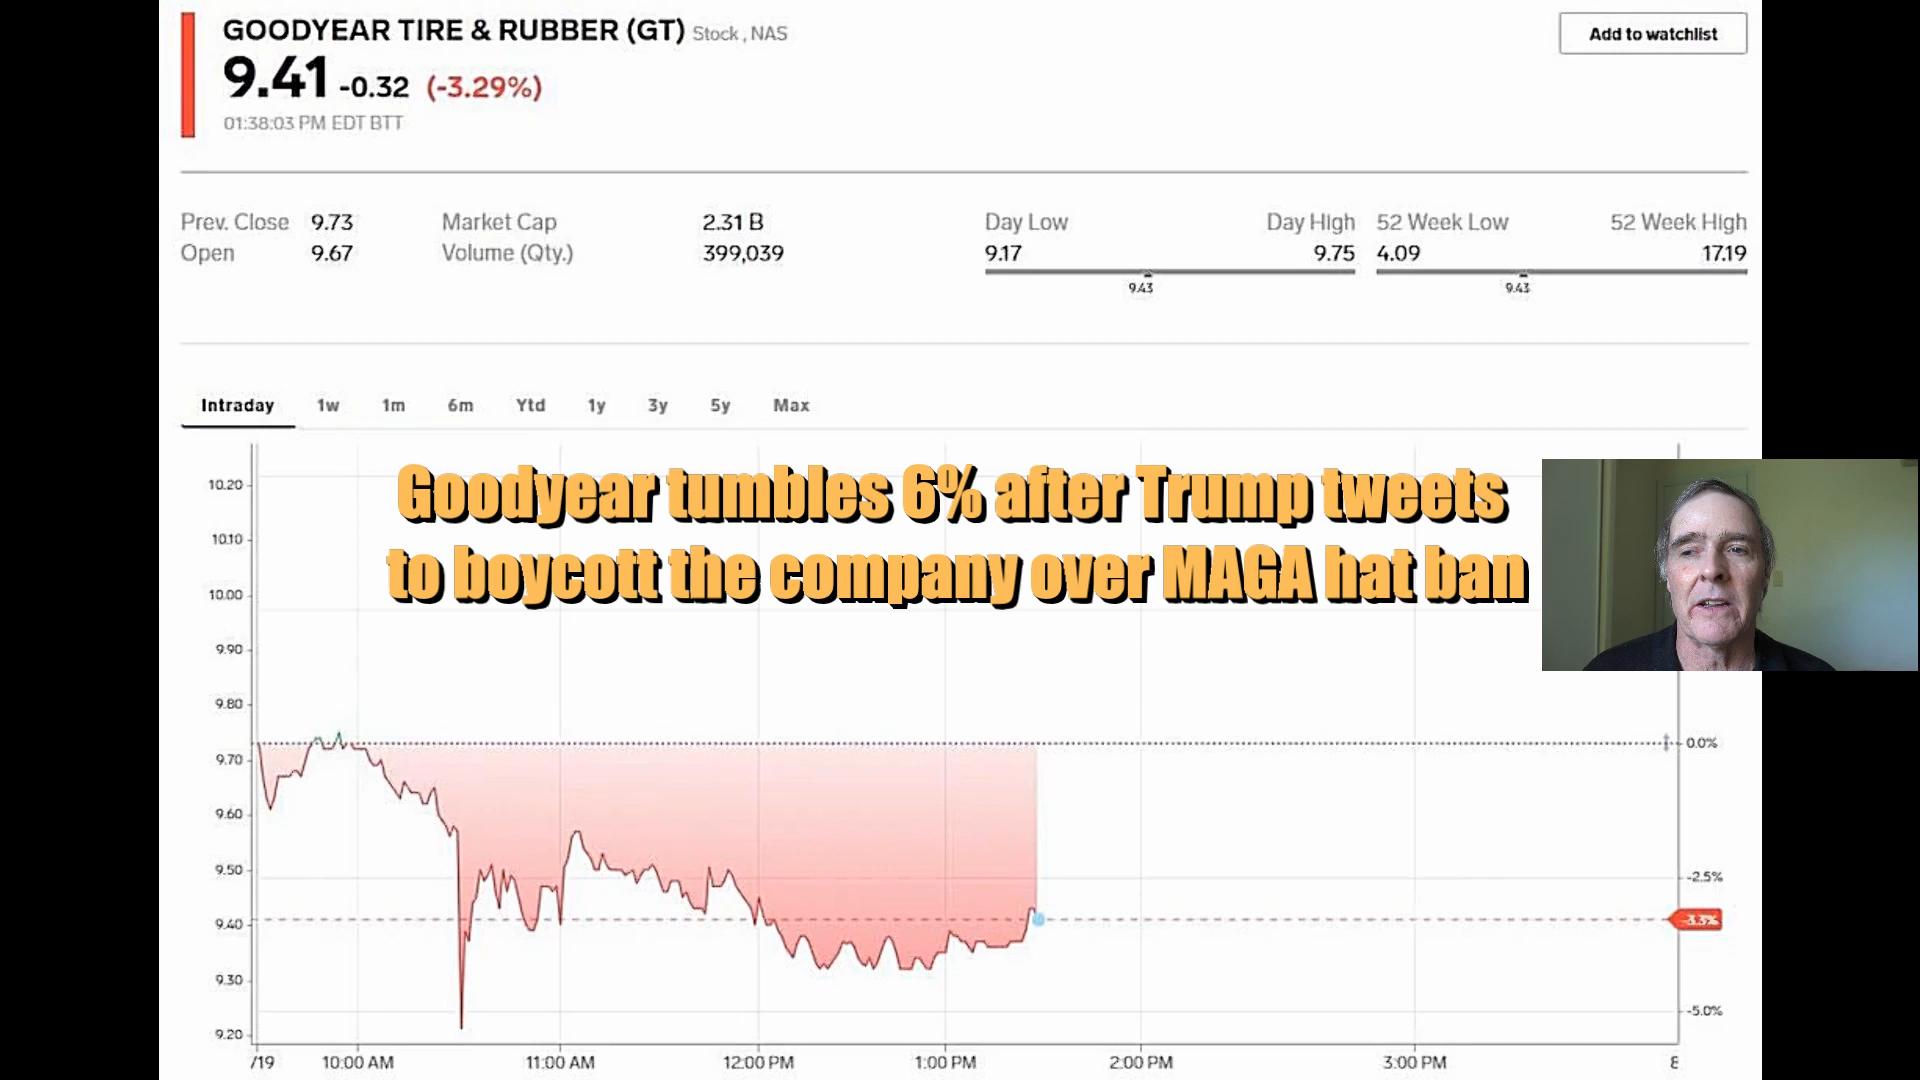 GOODYEAR TIRE & RUBBER (GT) Stock, NAS
Add to watchlist
9.41 -0.32 (-3.29%)
01:38:03 PM EDT BTT
Prev. Close 9.73 Market Cap 2.31 B Day Low Day High 52 Week Low 52 Week High
Open 9.67 Volume (Qty.) 399,039 9.17 9.75 4.09 17.19
9.43 9.43
Intraday 1w 1m 6m Ytd 1y 3y 5y Max
Goodyear tumbles 6% after Trump tweets
to boycott the company over MAGA hat ban
10.20
10.10
10.00
9.90
9.80
9.70
9.60
9.50
9.40
9.30
9.20
0.0%
-2.5%
-3.3%
-5.0%
/19 10:00 AM 11:00 AM 12:00 PM 1:00 PM 2:00 PM 3:00 PM 8